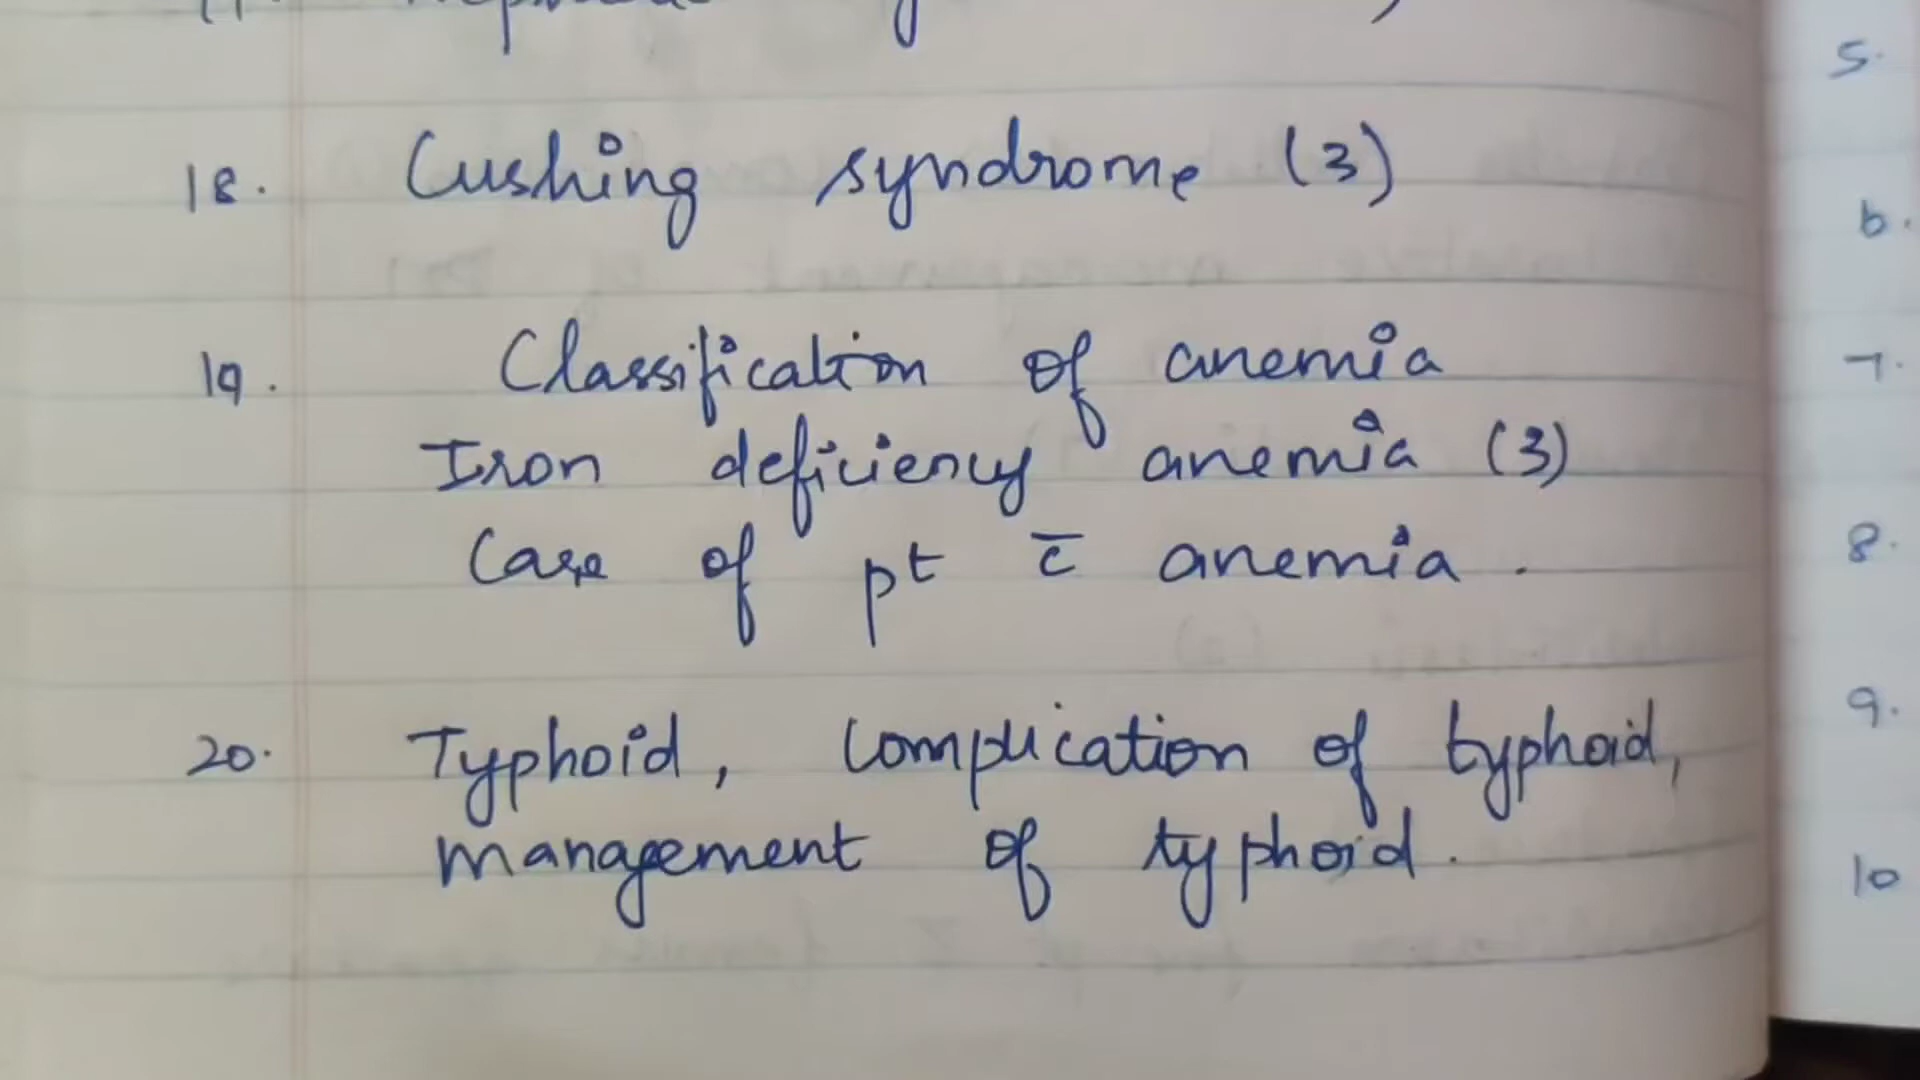 18. Cushing syndrome (3)
19. Classification of anemia
Iron deficiency anemia (3)
Case of pt c̄ anemia.
20. Typhoid, complication of typhoid,
management of typhoid.
5.
6.
7.
8.
9.
10